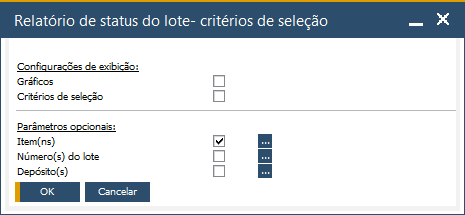 Relatório de status do lote- critérios de seleção
Configurações de exibição:
Gráficos
Critérios de seleção
Parâmetros opcionais:
Item(ns)
...
Número(s) do lote
...
Depósito(s)
...
OK
Cancelar